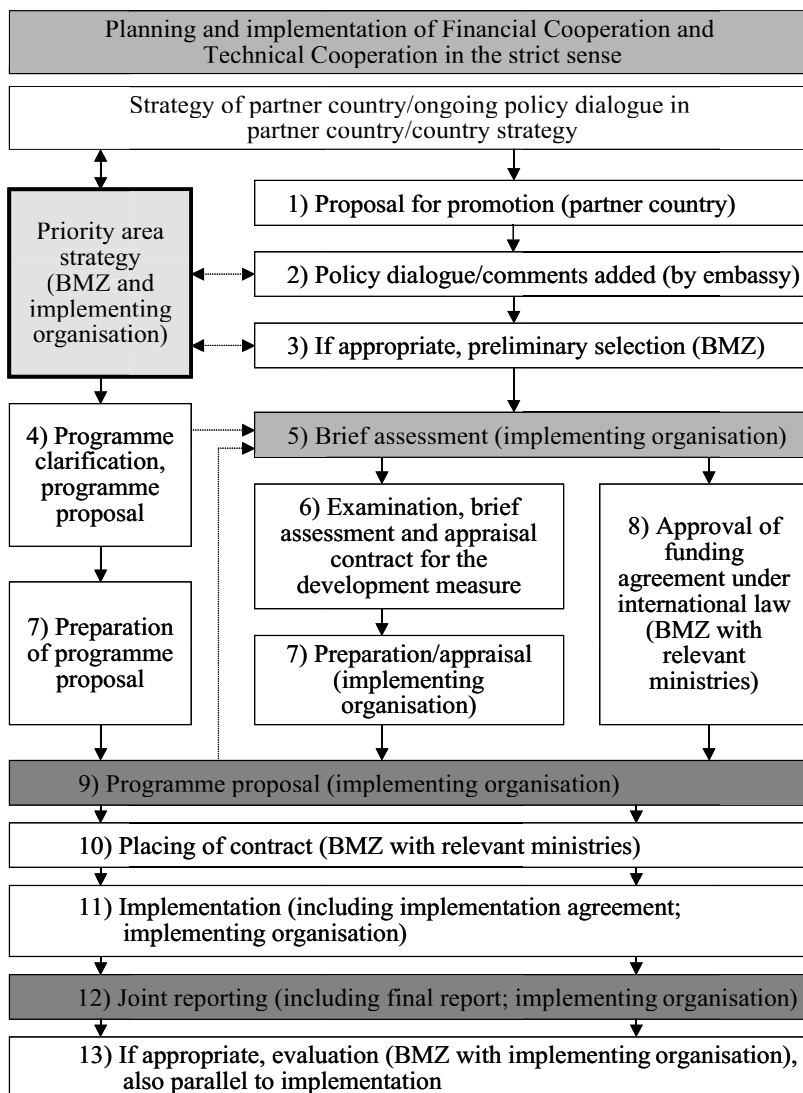 Planning and implementation of Financial Cooperation and
Technical Cooperation in the strict sense
Strategy of partner country/ongoing policy dialogue in
partner country/country strategy
Priority area
strategy
(BMZ and
implementing
organisation)
1) Proposal for promotion (partner country)
2) Policy dialogue/comments added (by embassy)
3) If appropriate, preliminary selection (BMZ)
4) Programme
clarification,
programme
proposal
5) Brief assessment (implementing organisation)
6) Examination, brief
assessment and
appraisal
contract for the
development measure
8) Approval of
funding
agreement under
international law
(BMZ with
relevant
ministries)
7) Preparation
of programme
proposal
7) Preparation/appraisal
(implementing
organisation)
9) Programme proposal (implementing organisation)
10) Placing of contract (BMZ with relevant ministries)
11) Implementation (including implementation agreement;
implementing organisation)
12) Joint reporting (including final report; implementing organisation)
13) If appropriate, evaluation (BMZ with implementing organisation),
also parallel to implementation